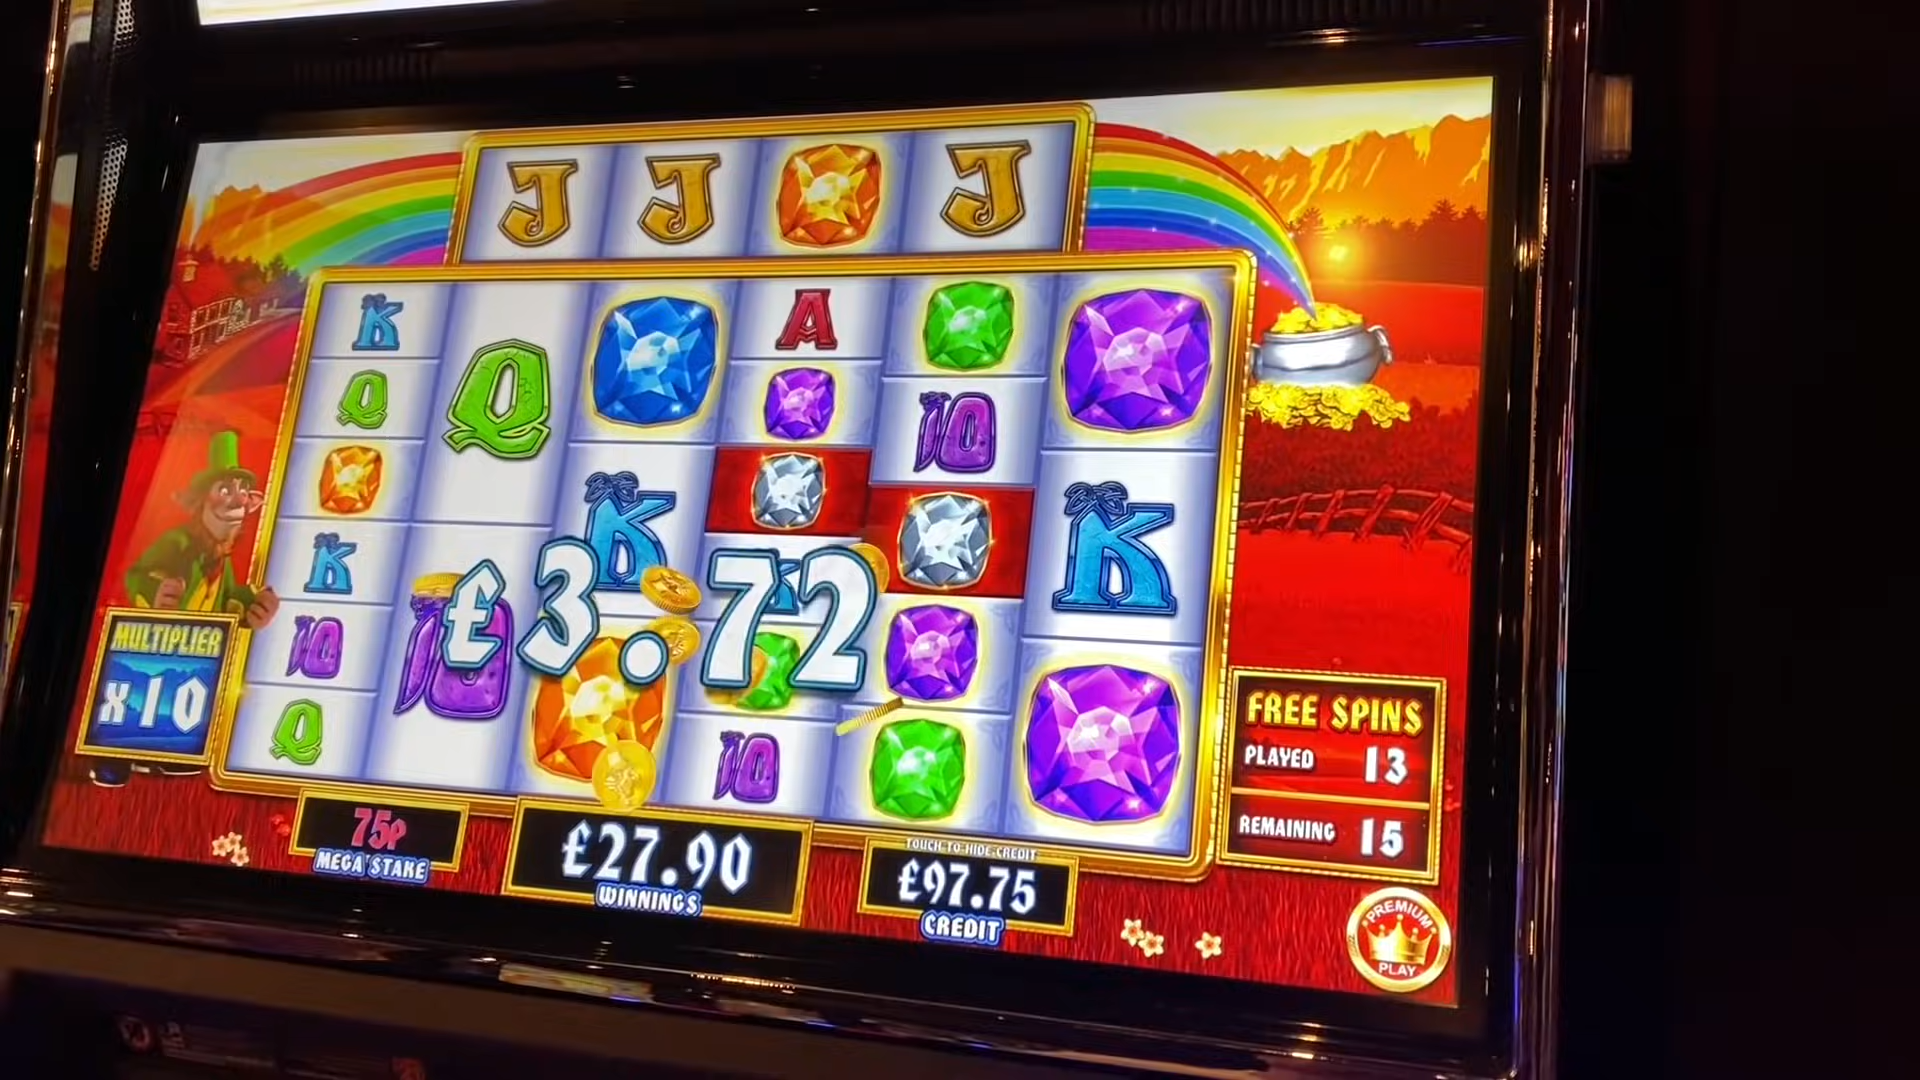 J J J
K A
Q Q
10
K K K
K
10 10
Q 10
£3.72
MULTIPLIER
x10
FREE SPINS
PLAYED 13
REMAINING 15
75P
MEGA STAKE
£27.90
WINNINGS
TOUCH TO HIDE CREDIT
£97.75
CREDIT
PREMIUM
PLAY